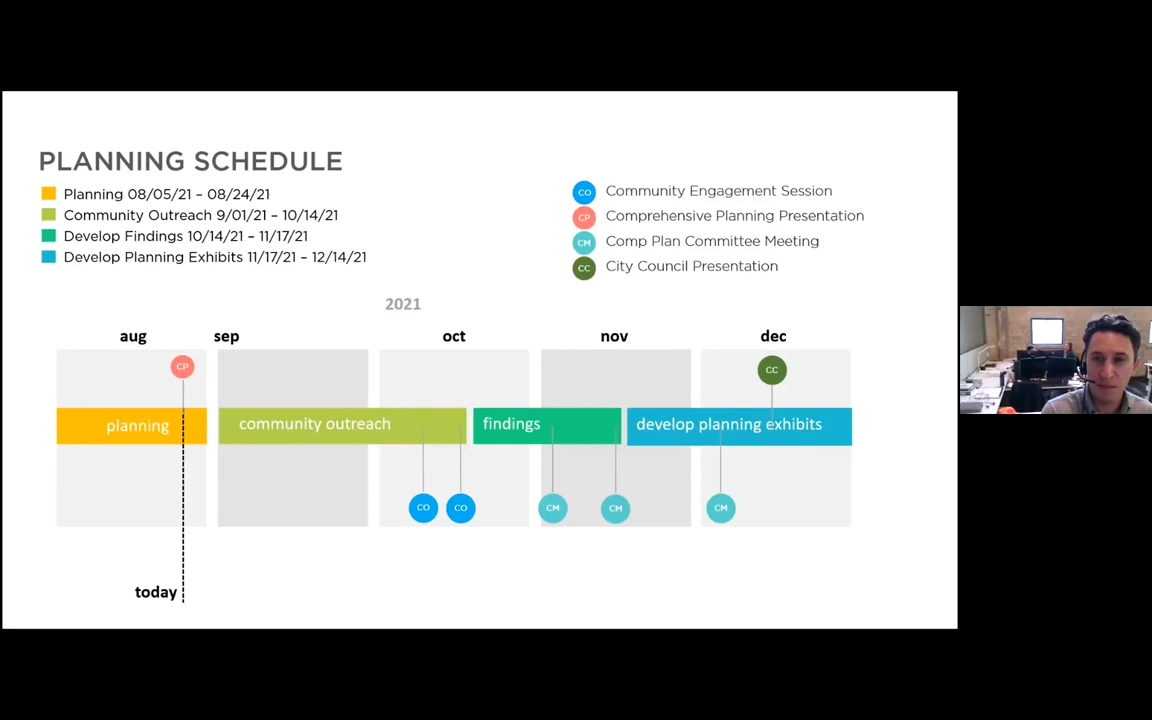 PLANNING SCHEDULE
Planning 08/05/21 – 08/24/21
Community Outreach 9/01/21 – 10/14/21
Develop Findings 10/14/21 – 11/17/21
Develop Planning Exhibits 11/17/21 – 12/14/21
CO Community Engagement Session
CP Comprehensive Planning Presentation
CM Comp Plan Committee Meeting
CC City Council Presentation
2021
aug sep oct nov dec
CP CC
planning community outreach findings develop planning exhibits
CO CO CM CM CM
today